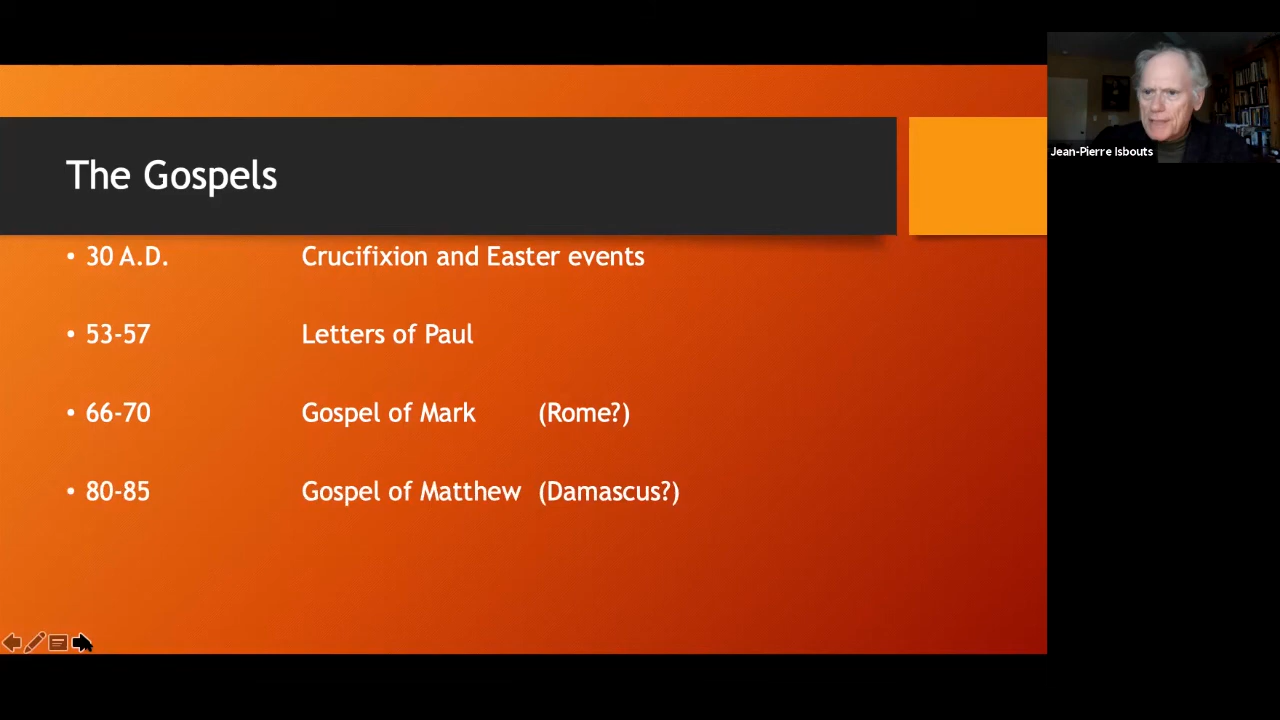 The Gospels
• 30 A.D. Crucifixion and Easter events
• 53-57 Letters of Paul
• 66-70 Gospel of Mark (Rome?)
• 80-85 Gospel of Matthew (Damascus?)
Jean-Pierre Isbouts